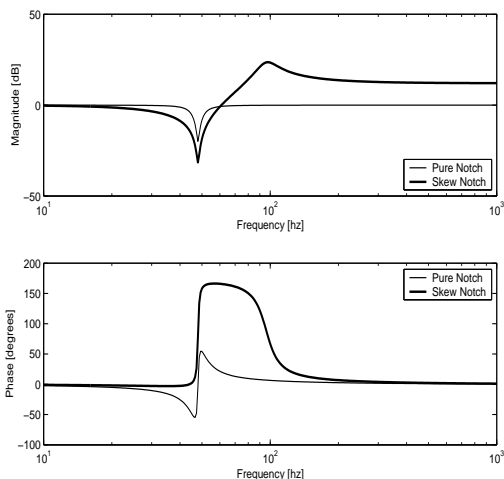 50
0
−50
Magnitude [dB]
10^1
10^2
10^3
Frequency [hz]
Pure Notch
Skew Notch
200
150
100
50
0
−50
−100
Phase [degrees]
10^1
10^2
10^3
Frequency [hz]
Pure Notch
Skew Notch